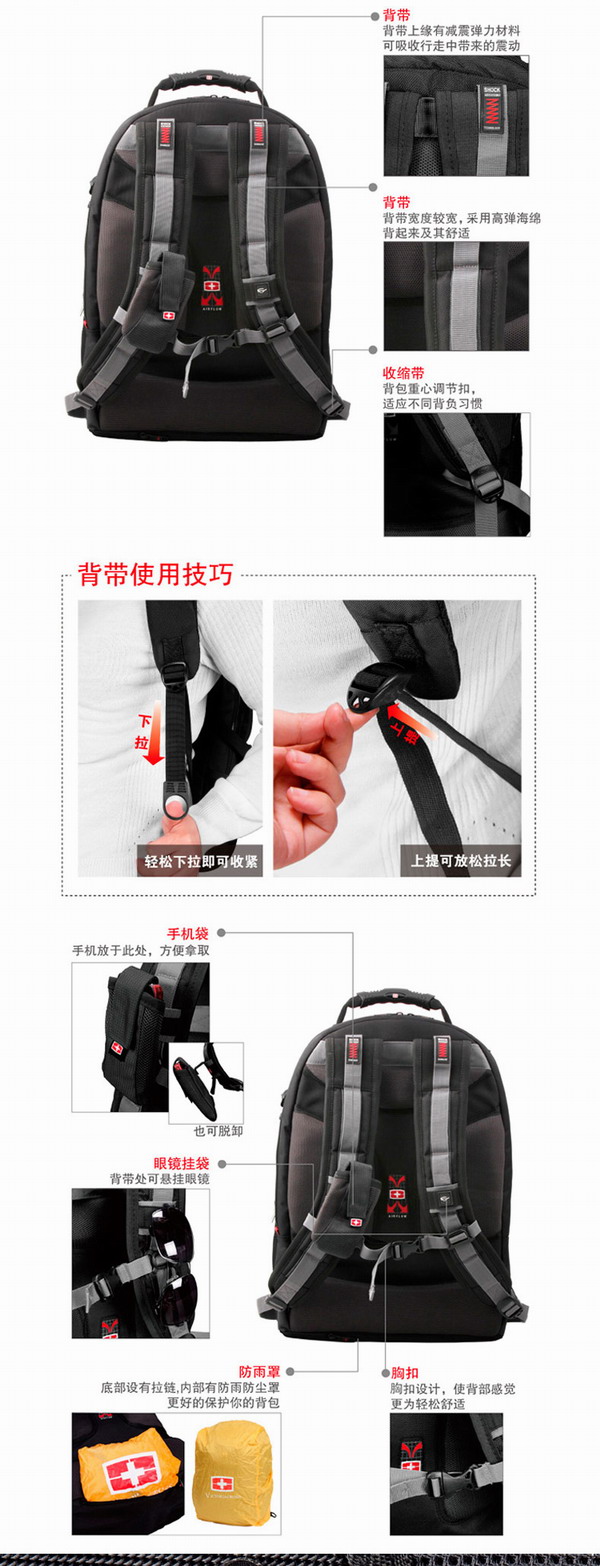 背带
背带上缘有减震弹力材料
可吸收行走中带来的震动
SHOCK
背带
背带宽度较宽,采用高弹海绵
背起来及其舒适
AIRFLOW
收缩带
背包重心调节扣,
适应不同背负习惯
背带使用技巧
下拉
上提
轻松下拉即可收紧
上提可放松拉长
手机袋
手机放于此处,方便拿取
也可脱卸
眼镜挂袋
背带处可悬挂眼镜
AIRFLOW
防雨罩
底部设有拉链,内部有防雨防尘罩
更好的保护你的背包
胸扣
胸扣设计,使背部感觉
更为轻松舒适